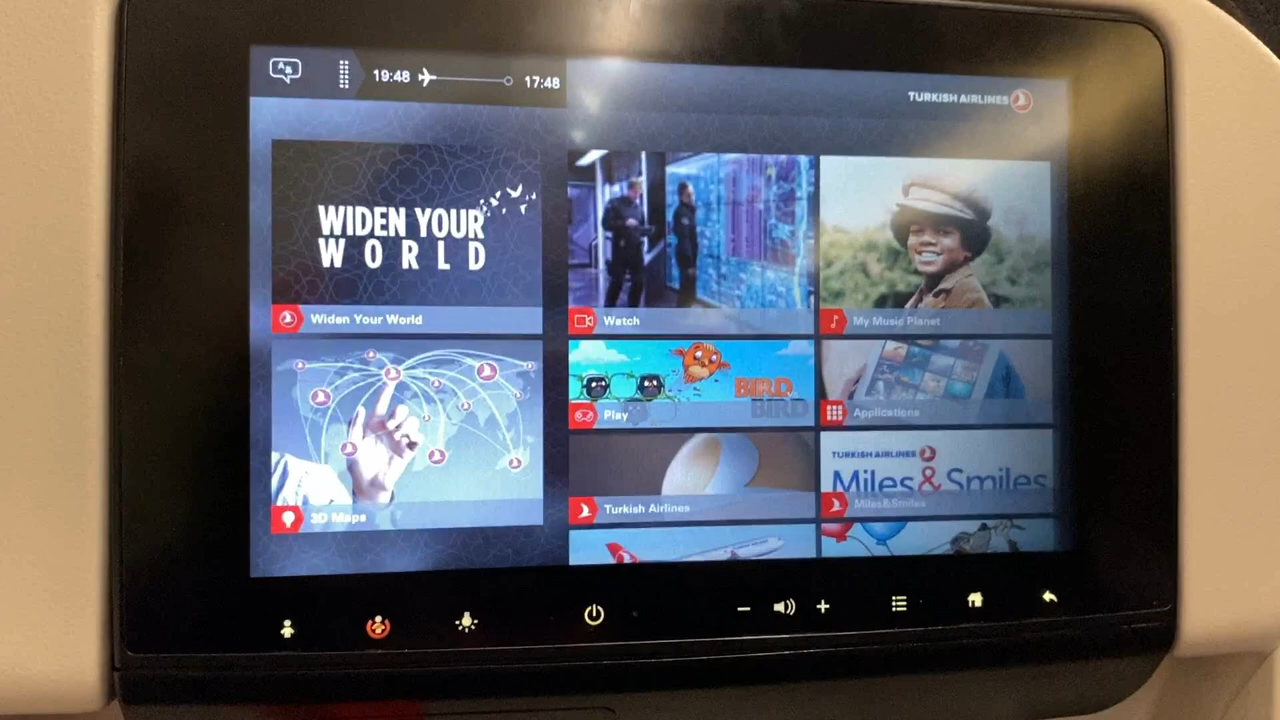 19:48
17:48
TURKISH AIRLINES
WIDEN YOUR
WORLD
Widen Your World
Watch
My Music Planet
3D Maps
BIRD
BIRD
Play
Applications
Turkish Airlines
TURKISH AIRLINES
Miles&Smiles
Miles&Smiles